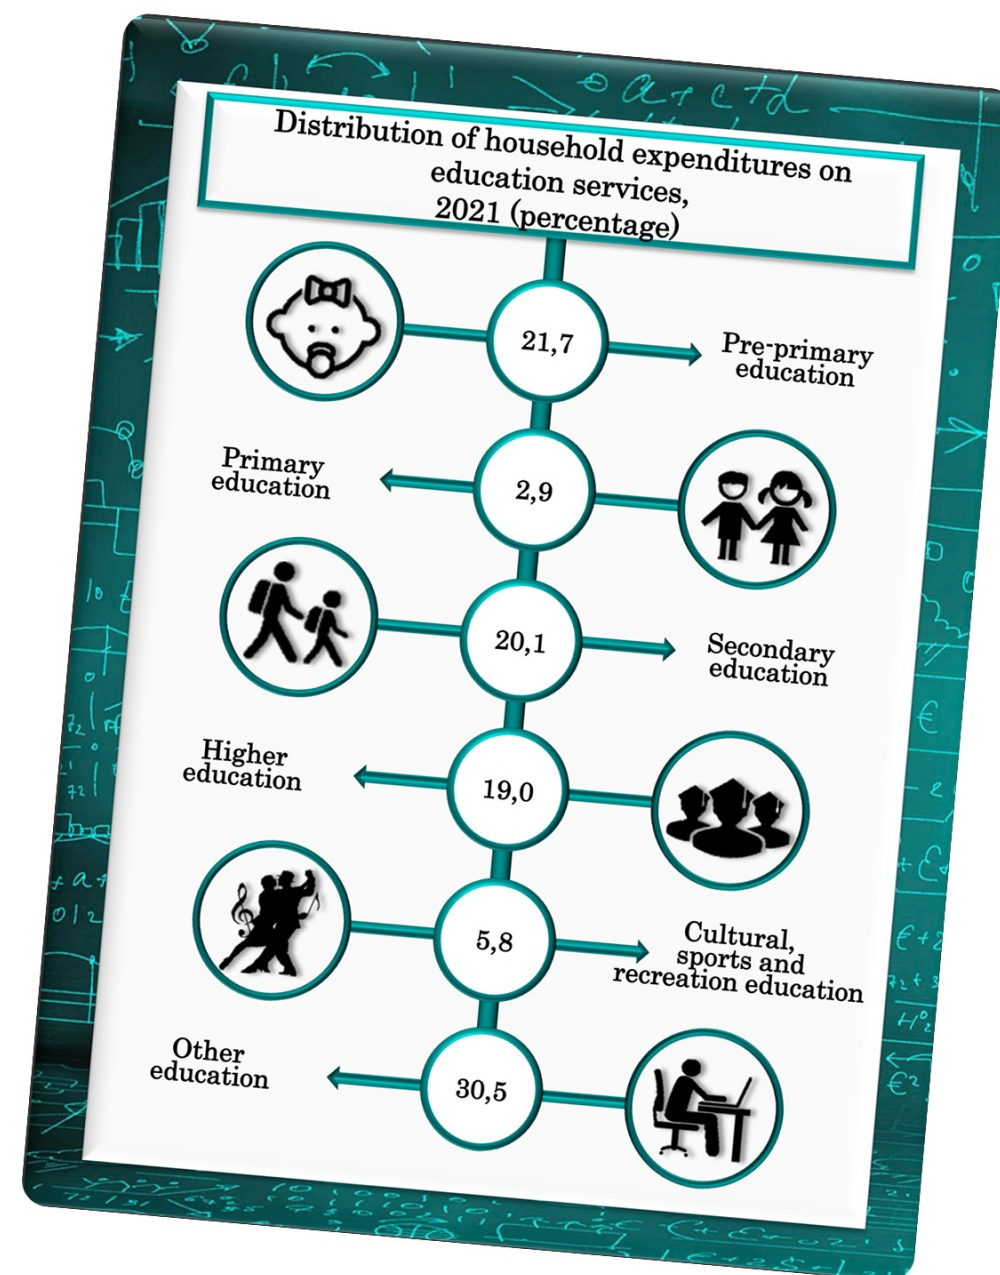 Distribution of household expenditures on
education services,
2021 (percentage)
21,7
Pre-primary
education
Primary
education
2,9
20,1
Secondary
education
Higher
education
19,0
5,8
Cultural,
sports and
recreation education
Other
education
30,5